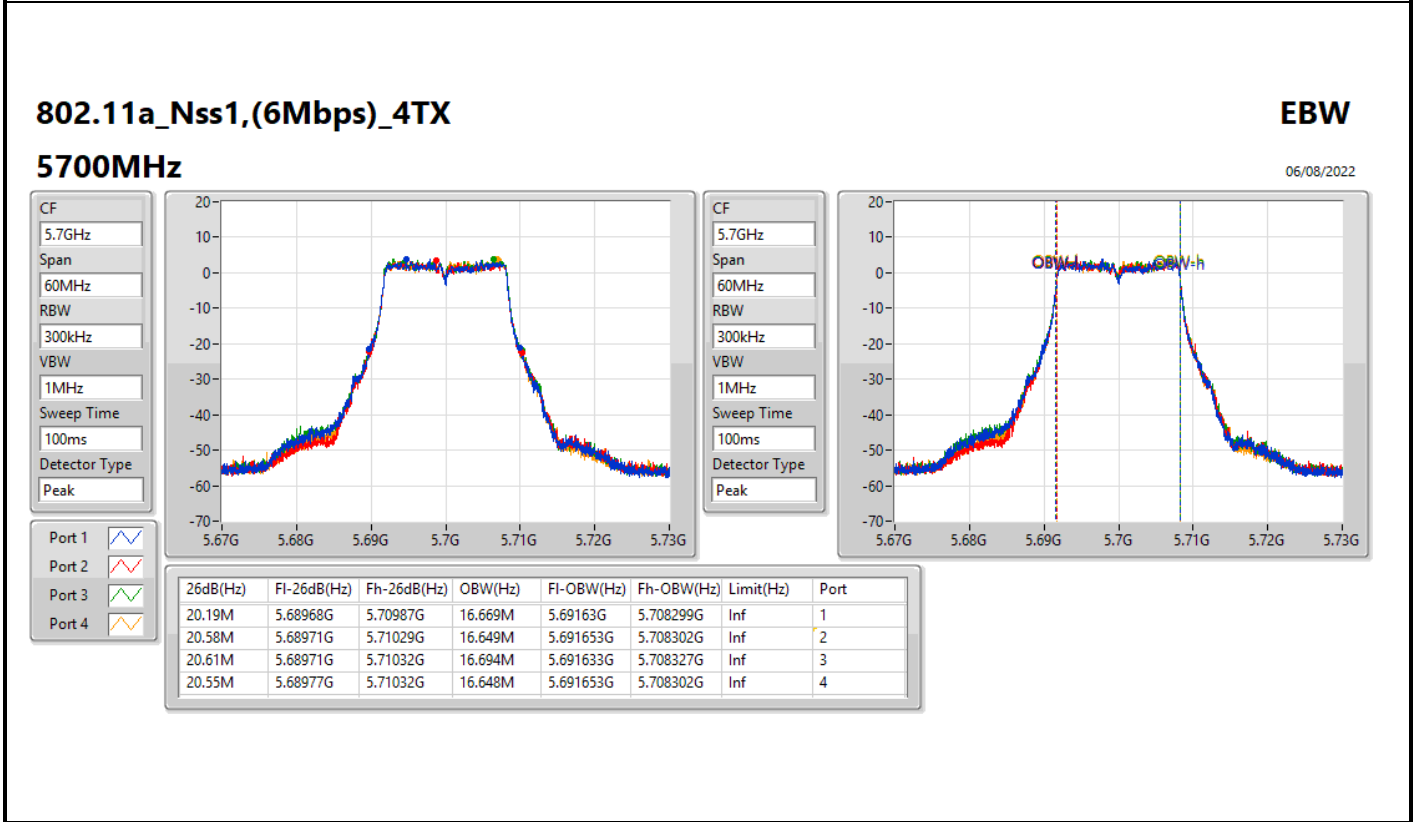 802.11a_Nss1,(6Mbps)_4TX
EBW
5700MHz
06/08/2022
CF
5.7GHz
Span
60MHz
RBW
300kHz
VBW
1MHz
Sweep Time
100ms
Detector Type
Peak
20
10
0
-10
-20
-30
-40
-50
-60
-70
5.67G 5.68G 5.69G 5.7G 5.71G 5.72G 5.73G
CF
5.7GHz
Span
60MHz
RBW
300kHz
VBW
1MHz
Sweep Time
100ms
Detector Type
Peak
20
10
0
-10
-20
-30
-40
-50
-60
-70
OBW-h
5.67G 5.68G 5.69G 5.7G 5.71G 5.72G 5.73G
Port 1
Port 2
Port 3
Port 4
26dB(Hz) Fl-26dB(Hz) Fh-26dB(Hz) OBW(Hz) Fl-OBW(Hz) Fh-OBW(Hz) Limit(Hz) Port
20.19M 5.68968G 5.70987G 16.669M 5.69163G 5.708299G Inf 1
20.58M 5.68971G 5.71029G 16.649M 5.691653G 5.708302G Inf 2
20.61M 5.68971G 5.71032G 16.694M 5.691633G 5.708327G Inf 3
20.55M 5.68977G 5.71032G 16.648M 5.691653G 5.708302G Inf 4